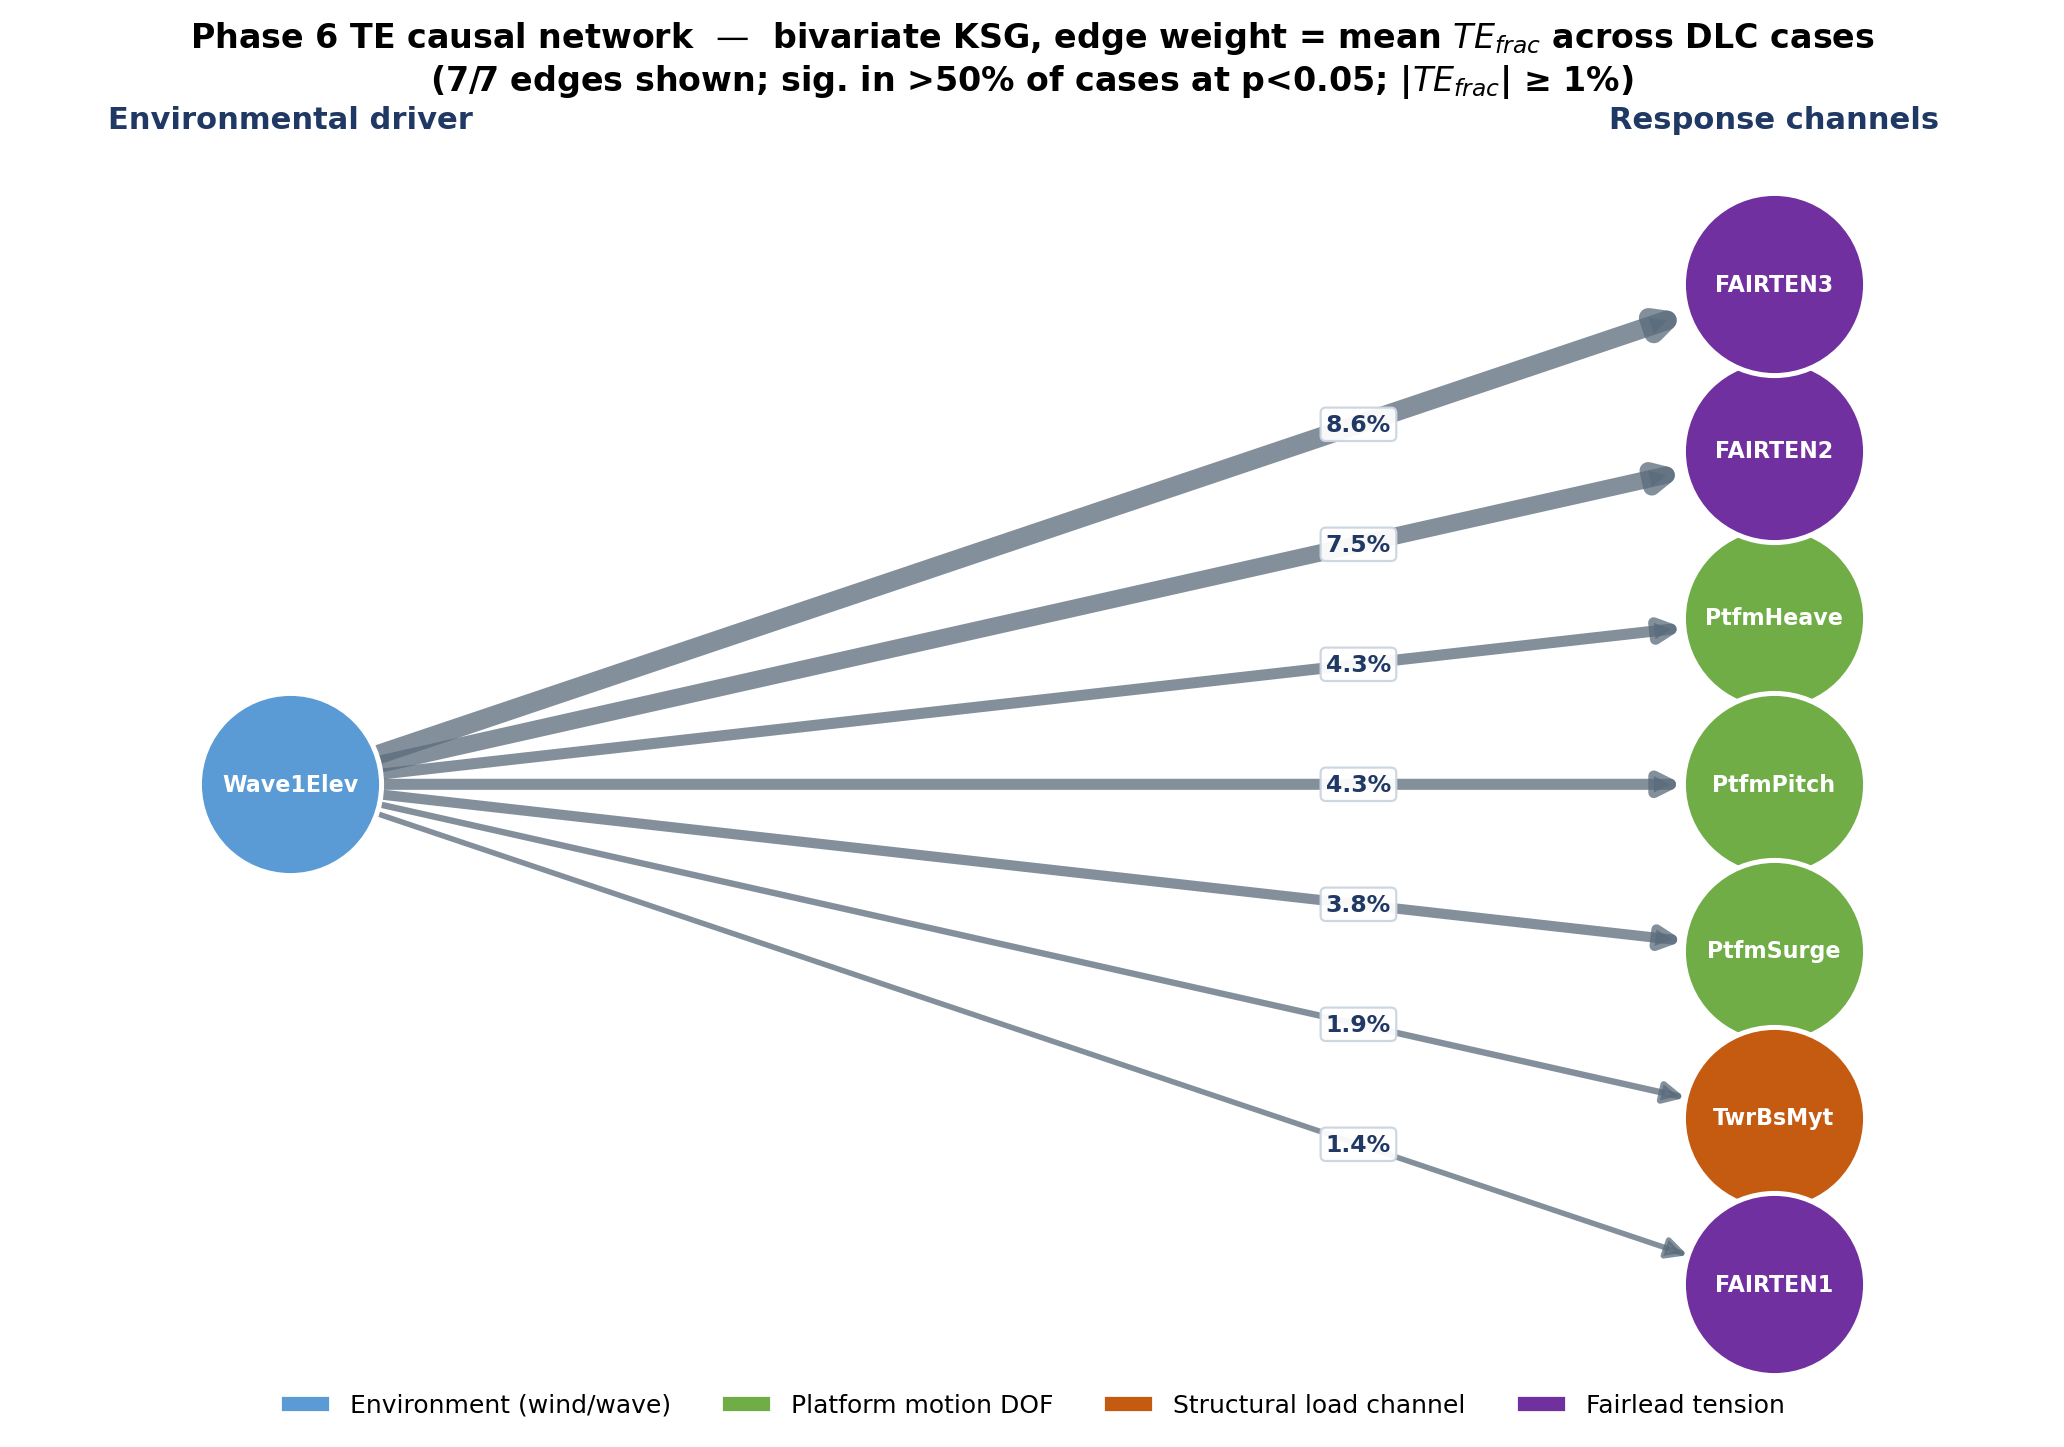 Phase 6 TE causal network — bivariate KSG, edge weight = mean TE_frac across DLC cases
(7/7 edges shown; sig. in >50% of cases at p<0.05; |TE_frac| ≥ 1%)
Environmental driver
Response channels
FAIRTEN3
8.6%
FAIRTEN2
7.5%
PtfmHeave
4.3%
Wave1Elev
4.3%
PtfmPitch
3.8%
PtfmSurge
1.9%
TwrBsMyt
1.4%
FAIRTEN1
Environment (wind/wave)
Platform motion DOF
Structural load channel
Fairlead tension